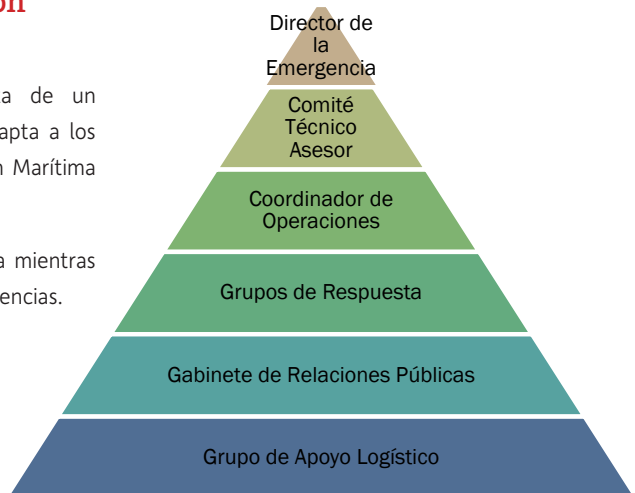 ón
a de un
apta a los
n Marítima
a mientras
encias.
Director de
la
Emergencia
Comité
Técnico
Asesor
Coordinador de
Operaciones
Grupos de Respuesta
Gabinete de Relaciones Públicas
Grupo de Apoyo Logístico